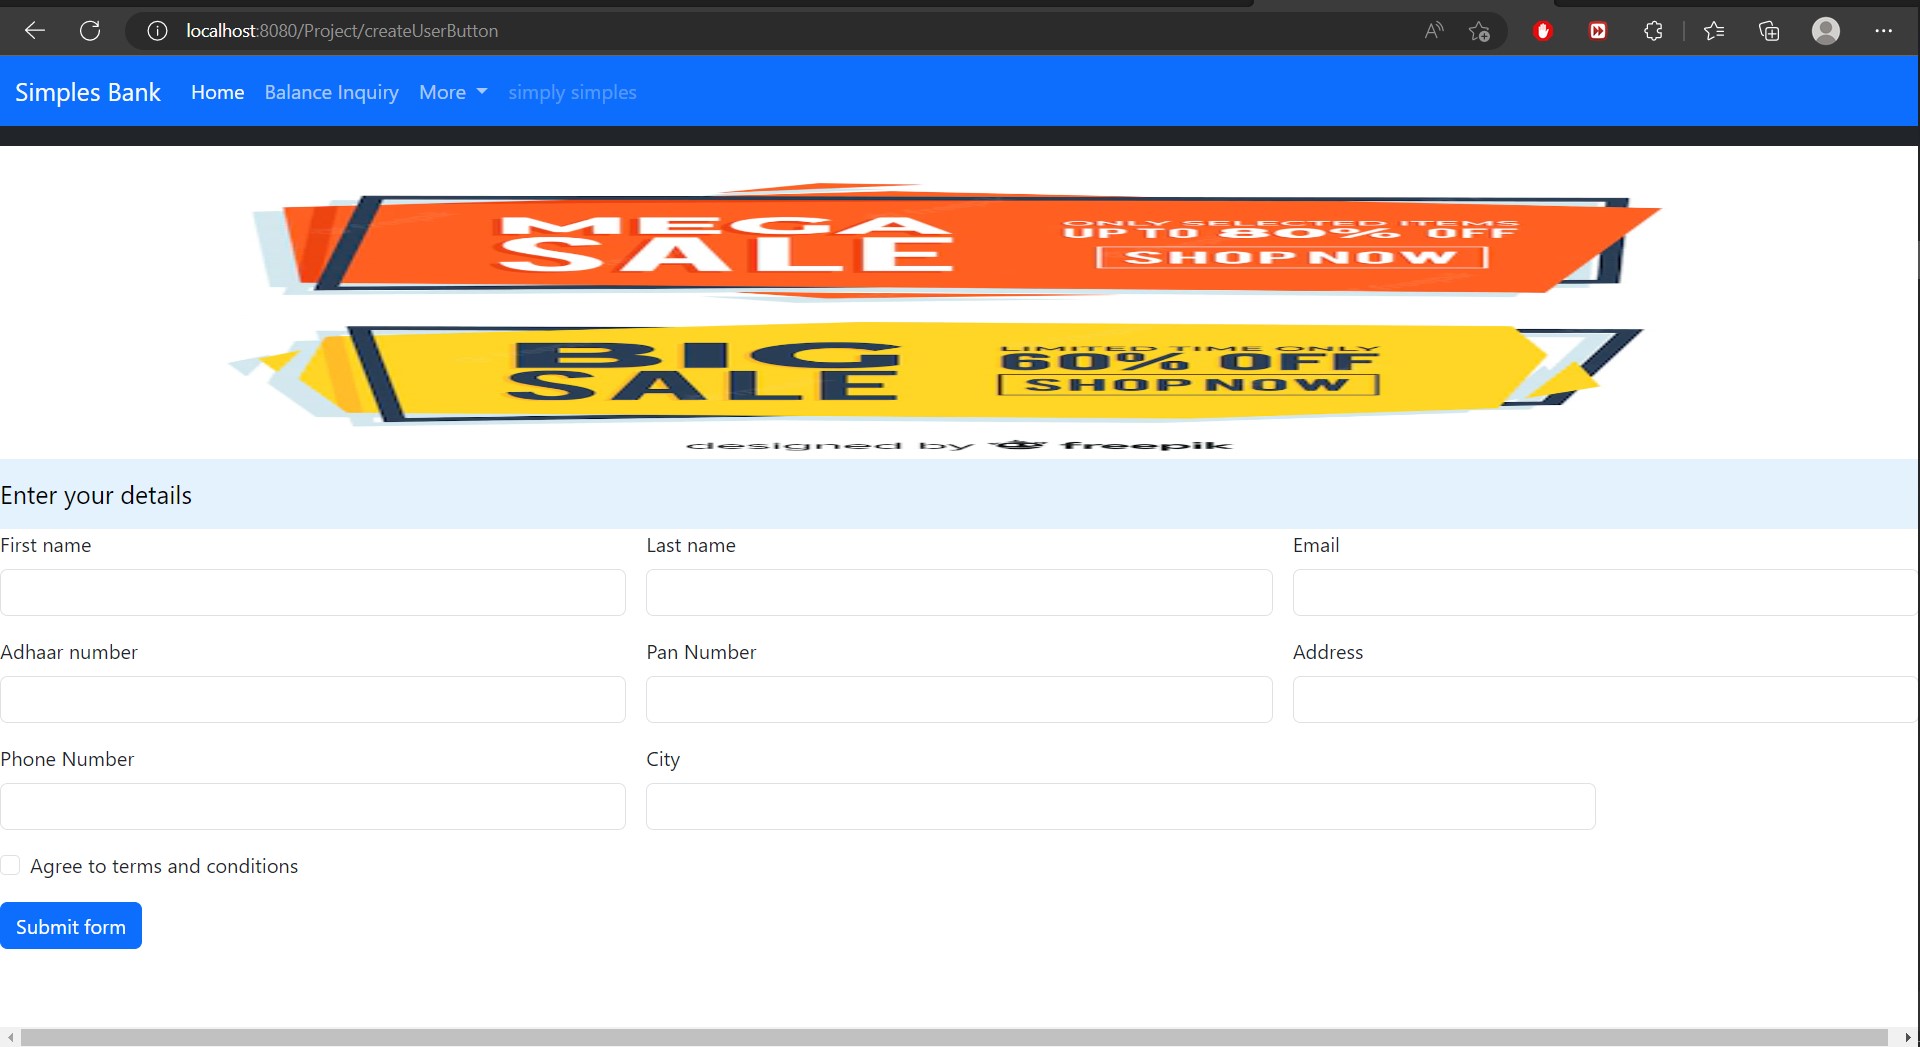 localhost:8080/Project/createUserButton
Simples Bank Home Balance Inquiry More simply simples
MEGA
SALE
ONLY SELECTED ITEMS
UP TO 80% OFF
SHOP NOW
BIG
SALE
LIMITED TIME ONLY
60% OFF
SHOP NOW
designed by freepik
Enter your details
First name Last name Email
Adhaar number Pan Number Address
Phone Number City
Agree to terms and conditions
Submit form